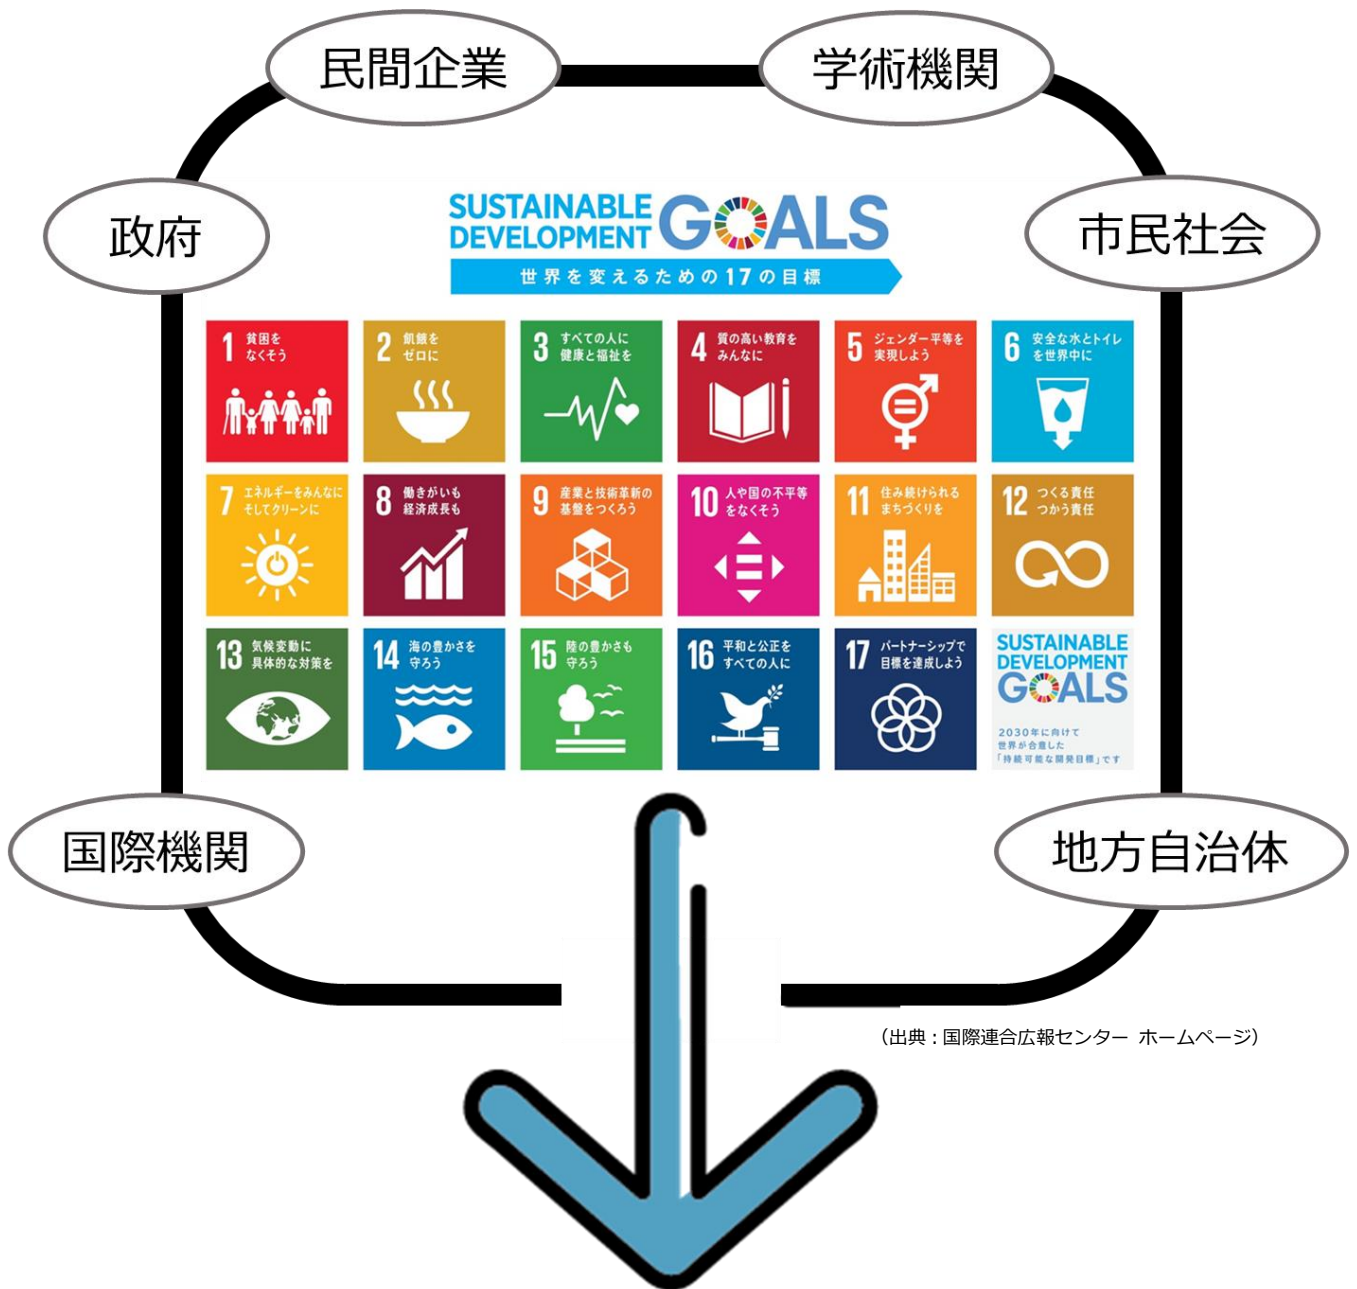 民間企業
学術機関
政府
市民社会
SUSTAINABLE
DEVELOPMENT
GOALS
世界を変えるための17の目標
1 貧困を
なくそう
2 飢餓を
ゼロに
3 すべての人に
健康と福祉を
4 質の高い教育を
みんなに
5 ジェンダー平等を
実現しよう
6 安全な水とトイレ
を世界中に
7 エネルギーをみんなに
そしてクリーンに
8 働きがいも
経済成長も
9 産業と技術革新の
基盤をつくろう
10 人や国の不平等
をなくそう
11 住み続けられる
まちづくりを
12 つくる責任
つかう責任
13 気候変動に
具体的な対策を
14 海の豊かさを
守ろう
15 陸の豊かさも
守ろう
16 平和と公正を
すべての人に
17 パートナーシップで
目標を達成しよう
SUSTAINABLE
DEVELOPMENT
GOALS
2030年に向けて
世界が合意した
「持続可能な開発目標」です
国際機関
地方自治体
（出典：国際連合広報センター ホームページ）